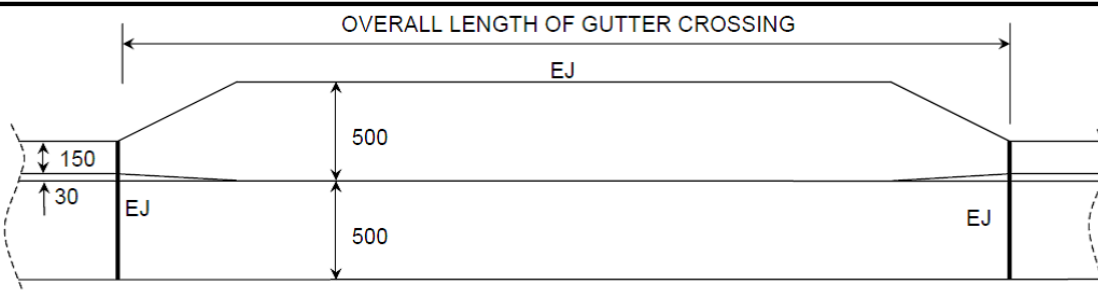 OVERALL LENGTH OF GUTTER CROSSING
EJ
500
150
30
EJ
EJ
500